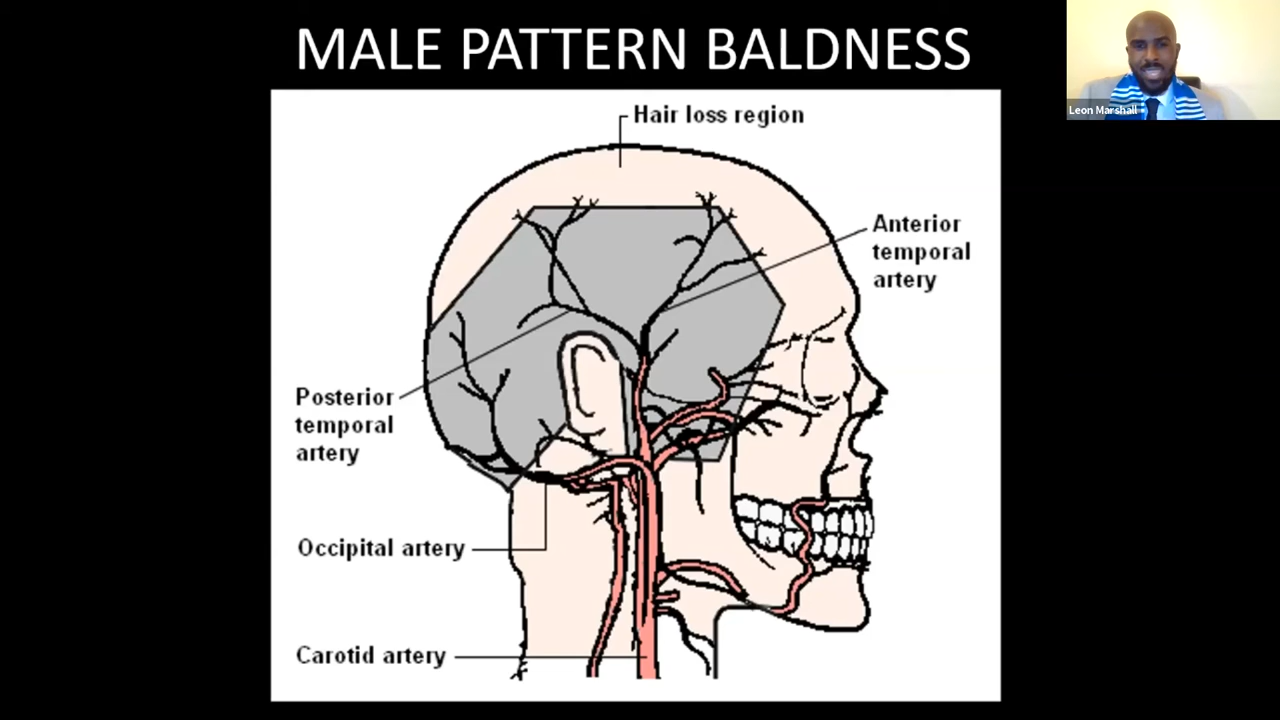 MALE PATTERN BALDNESS
Leon Marshall
Hair loss region
Anterior
temporal
artery
Posterior
temporal
artery
Occipital artery
Carotid artery